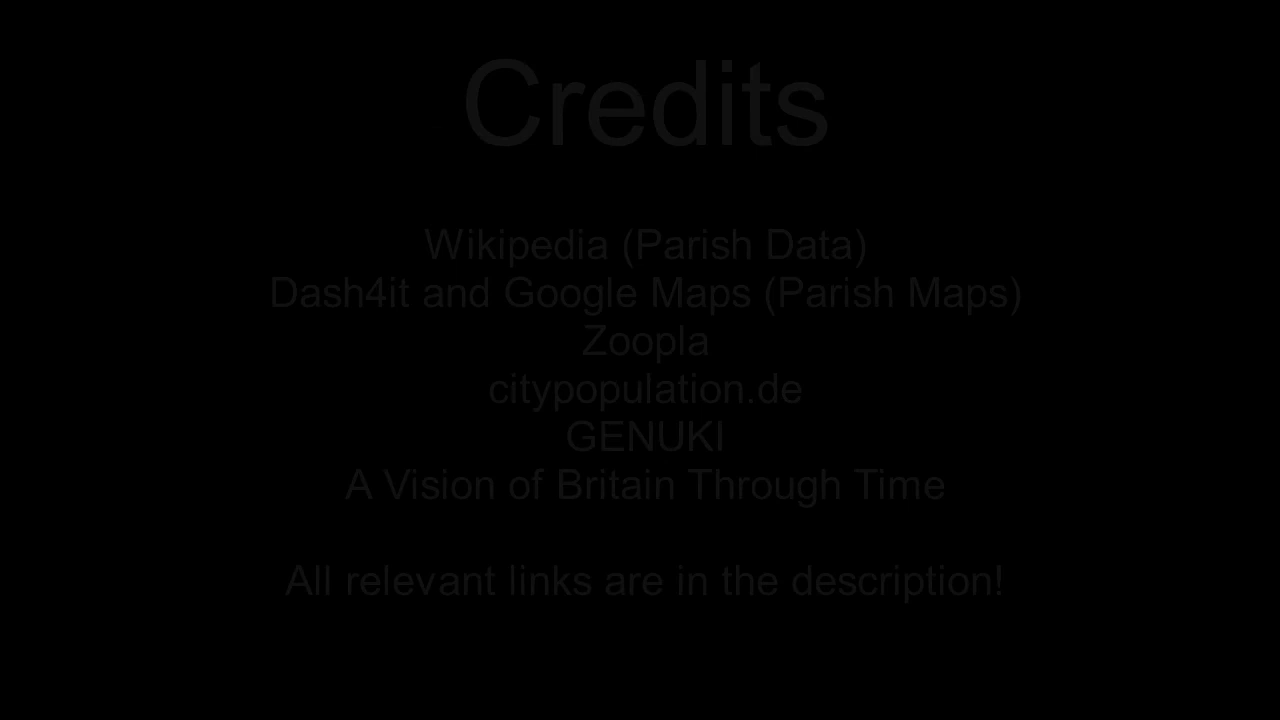 Credits
Wikipedia (Parish Data)
Dash4it and Google Maps (Parish Maps)
Zoopla
citypopulation.de
GENUKI
A Vision of Britain Through Time
All relevant links are in the description!